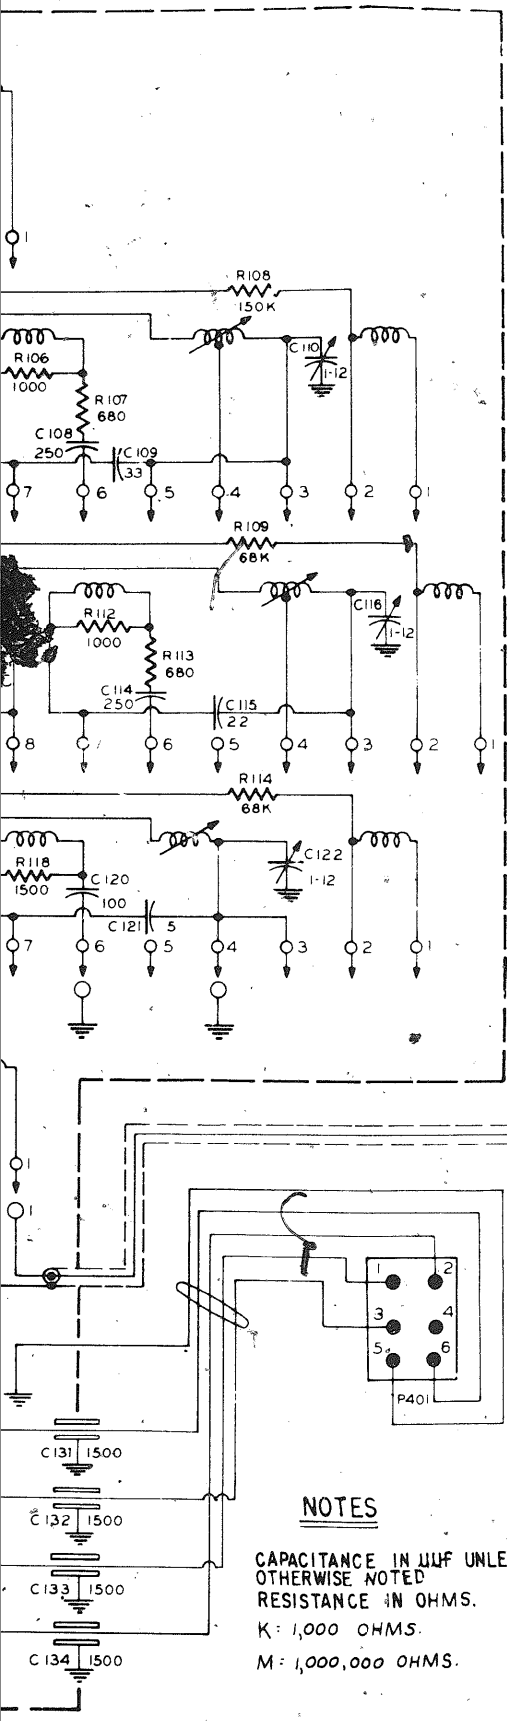 1
R108
150K
C110
1-12
R106
1000
R107
680
C108
250
C109
33
7 6 5 4 3 2 1
R109
68K
C116
1-12
R112
1000
R113
680
C114
250
C115
22
8 7 6 5 4 3 2 1
R114
68K
C122
1-12
R118
1500
C120
100
C121 5
7 6 5 4 3 2 1
1
1
1 2
3 4
5 6
P401
C131 1500
C132 1500
C133 1500
C134 1500
NOTES
CAPACITANCE IN UUF UNLE
OTHERWISE NOTED
RESISTANCE IN OHMS.
K = 1,000 OHMS.
M = 1,000,000 OHMS.